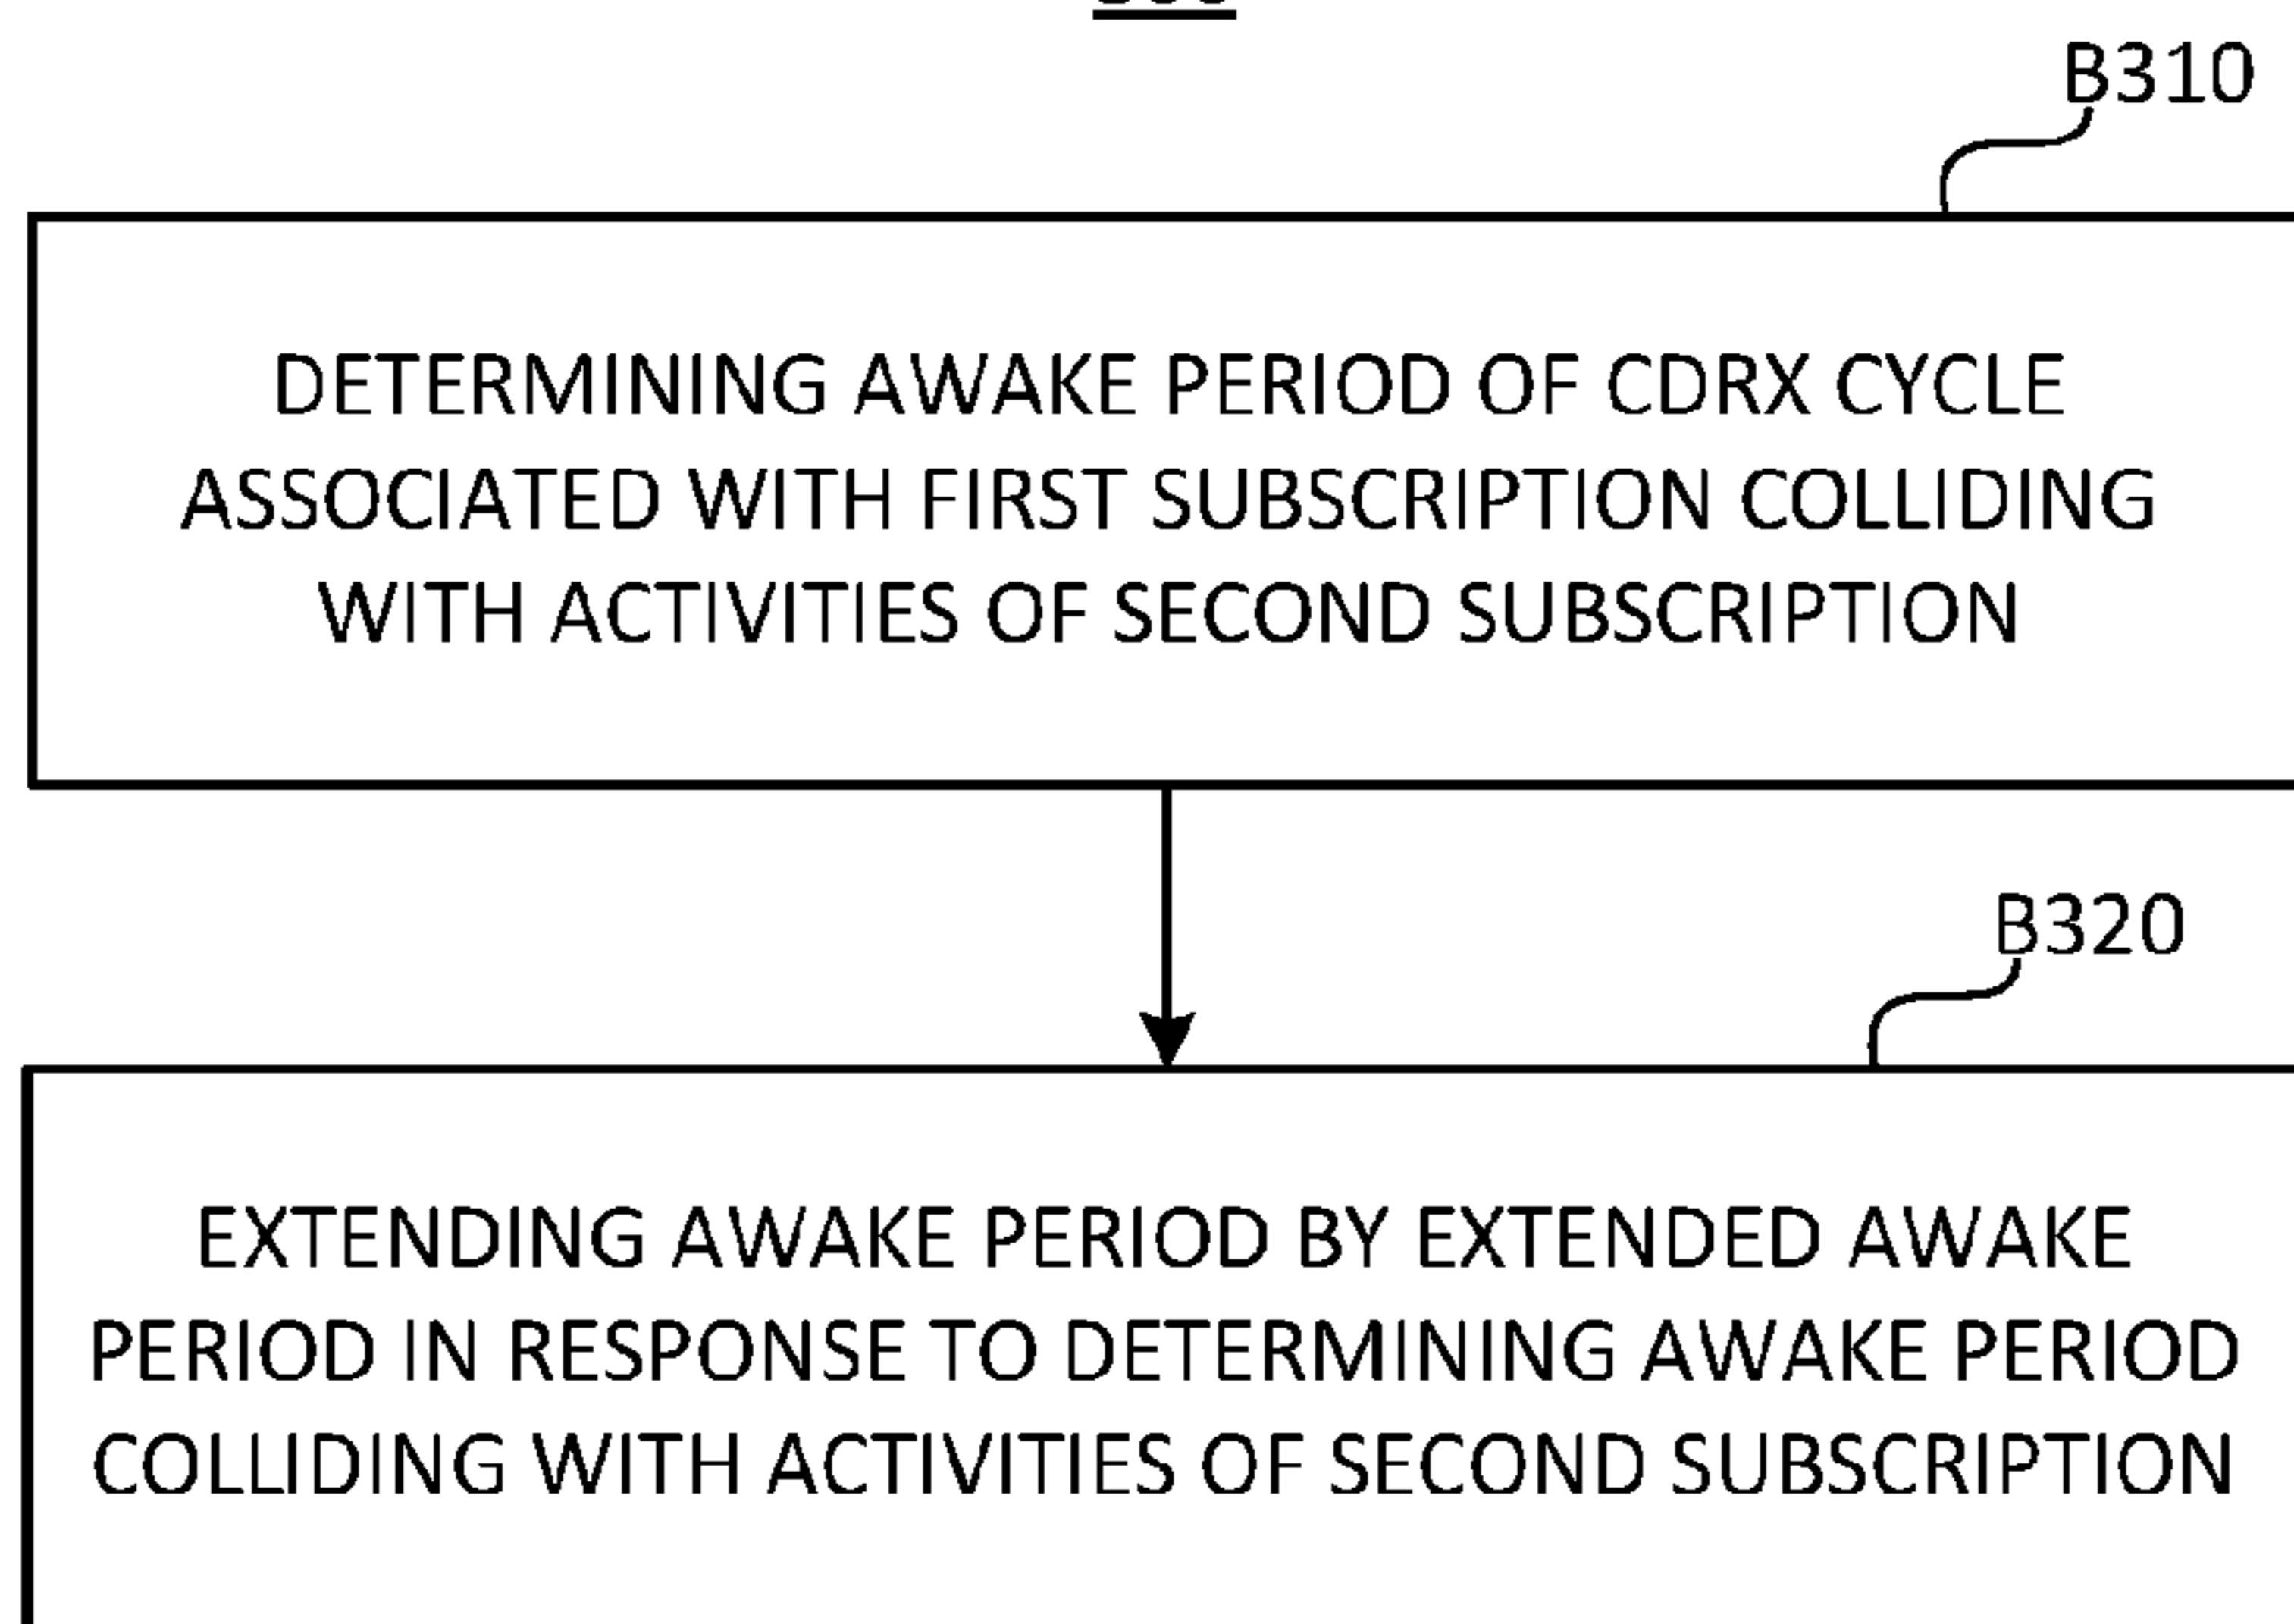 B310
DETERMINING AWAKE PERIOD OF CDRX CYCLE
ASSOCIATED WITH FIRST SUBSCRIPTION COLLIDING
WITH ACTIVITIES OF SECOND SUBSCRIPTION
B320
EXTENDING AWAKE PERIOD BY EXTENDED AWAKE
PERIOD IN RESPONSE TO DETERMINING AWAKE PERIOD
COLLIDING WITH ACTIVITIES OF SECOND SUBSCRIPTION